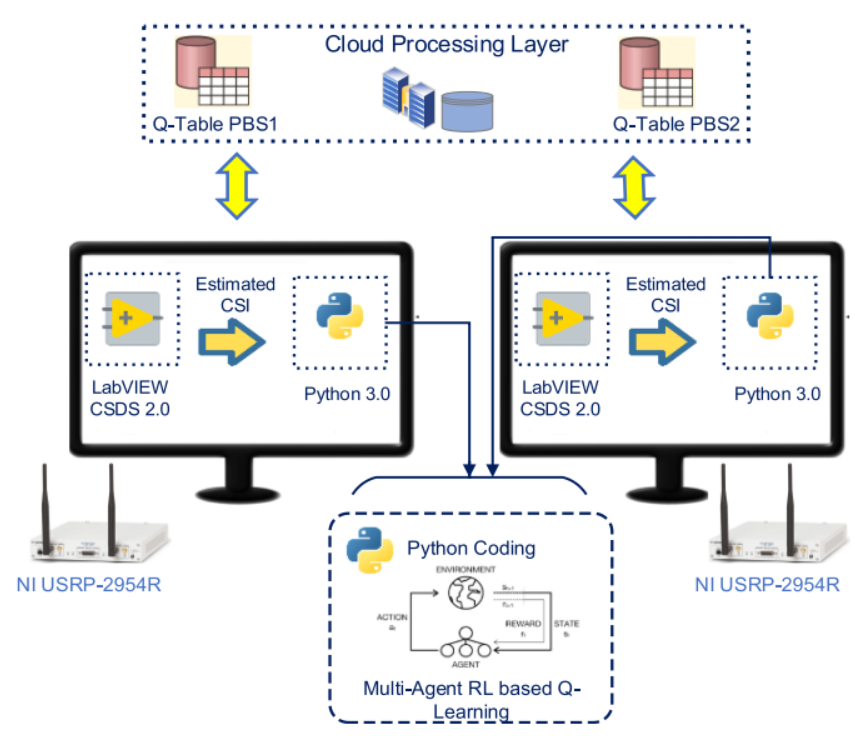 Cloud Processing Layer
Q-Table PBS1
Q-Table PBS2
Estimated
CSI
LabVIEW
CSDS 2.0
Python 3.0
Estimated
CSI
LabVIEW
CSDS 2.0
Python 3.0
NI USRP-2954R
NI USRP-2954R
Python Coding
ENVIRONMENT
ACTION
REWARD
STATE
AGENT
Multi-Agent RL based Q-
Learning